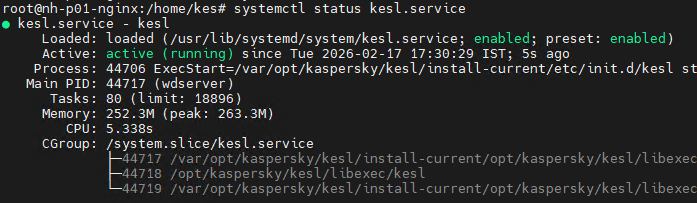 root@nh-p01-nginx:/home/kes# systemctl status kesl.service
● kesl.service - kesl
Loaded: loaded (/usr/lib/systemd/system/kesl.service; enabled; preset: enabled)
Active: active (running) since Tue 2026-02-17 17:30:29 IST; 5s ago
Process: 44706 ExecStart=/var/opt/kaspersky/kesl/install-current/etc/init.d/kesl st
Main PID: 44717 (wdserver)
Tasks: 80 (limit: 18896)
Memory: 252.3M (peak: 263.3M)
CPU: 5.338s
CGroup: /system.slice/kesl.service
├─44717 /var/opt/kaspersky/kesl/install-current/opt/kaspersky/kesl/libexec
├─44718 /opt/kaspersky/kesl/libexec/kesl
└─44719 /var/opt/kaspersky/kesl/install-current/opt/kaspersky/kesl/libexec